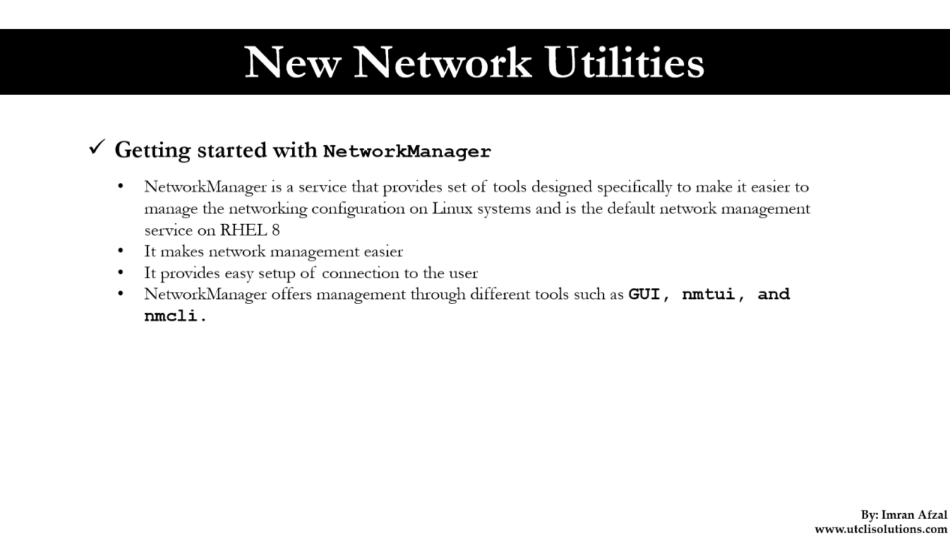 New Network Utilities
✓ Getting started with NetworkManager
• NetworkManager is a service that provides set of tools designed specifically to make it easier to
manage the networking configuration on Linux systems and is the default network management
service on RHEL 8
• It makes network management easier
• It provides easy setup of connection to the user
• NetworkManager offers management through different tools such as GUI, nmtui, and
nmcli.
By: Imran Afzal
www.utclisolutions.com